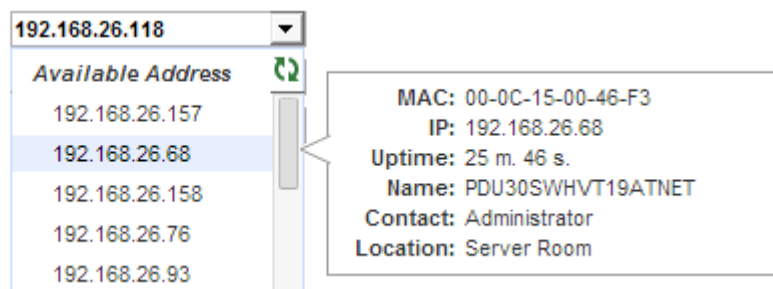 192.168.26.118
Available Address
192.168.26.157
192.168.26.68
192.168.26.158
192.168.26.76
192.168.26.93
MAC: 00-0C-15-00-46-F3
IP: 192.168.26.68
Uptime: 25 m. 46 s.
Name: PDU30SWHVT19ATNET
Contact: Administrator
Location: Server Room